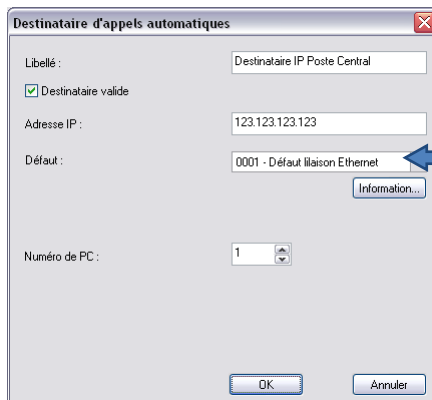 Destinataire d'appels automatiques
Libellé :
Destinataire IP Poste Central
Destinataire valide
Adresse IP :
123.123.123.123
Défaut :
0001 - Défaut lilaison Ethernet
Information...
Numéro de PC :
1
OK
Annuler